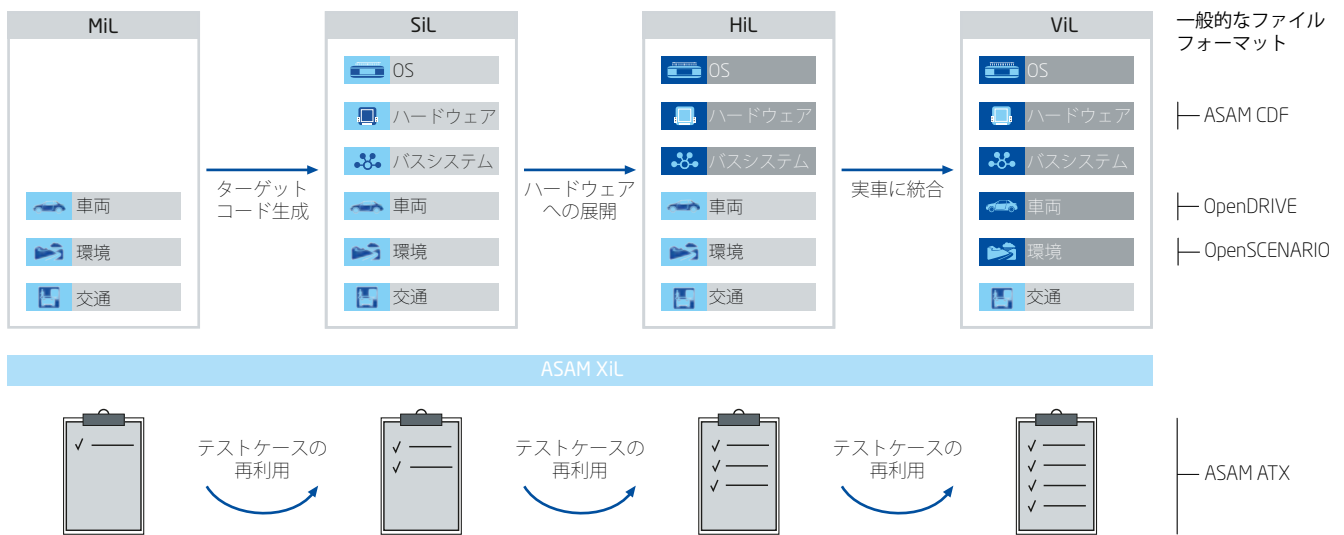 MiL
車両
環境
交通
ターゲット
コード生成
SiL
OS
ハードウェア
バスシステム
車両
環境
交通
ハードウェア
への展開
HiL
OS
ハードウェア
バスシステム
車両
環境
交通
実車に統合
ViL
OS
ハードウェア
バスシステム
車両
環境
交通
一般的なファイル
フォーマット
ASAM CDF
OpenDRIVE
OpenSCENARIO
ASAM XiL
テストケースの
再利用
テストケースの
再利用
テストケースの
再利用
ASAM ATX